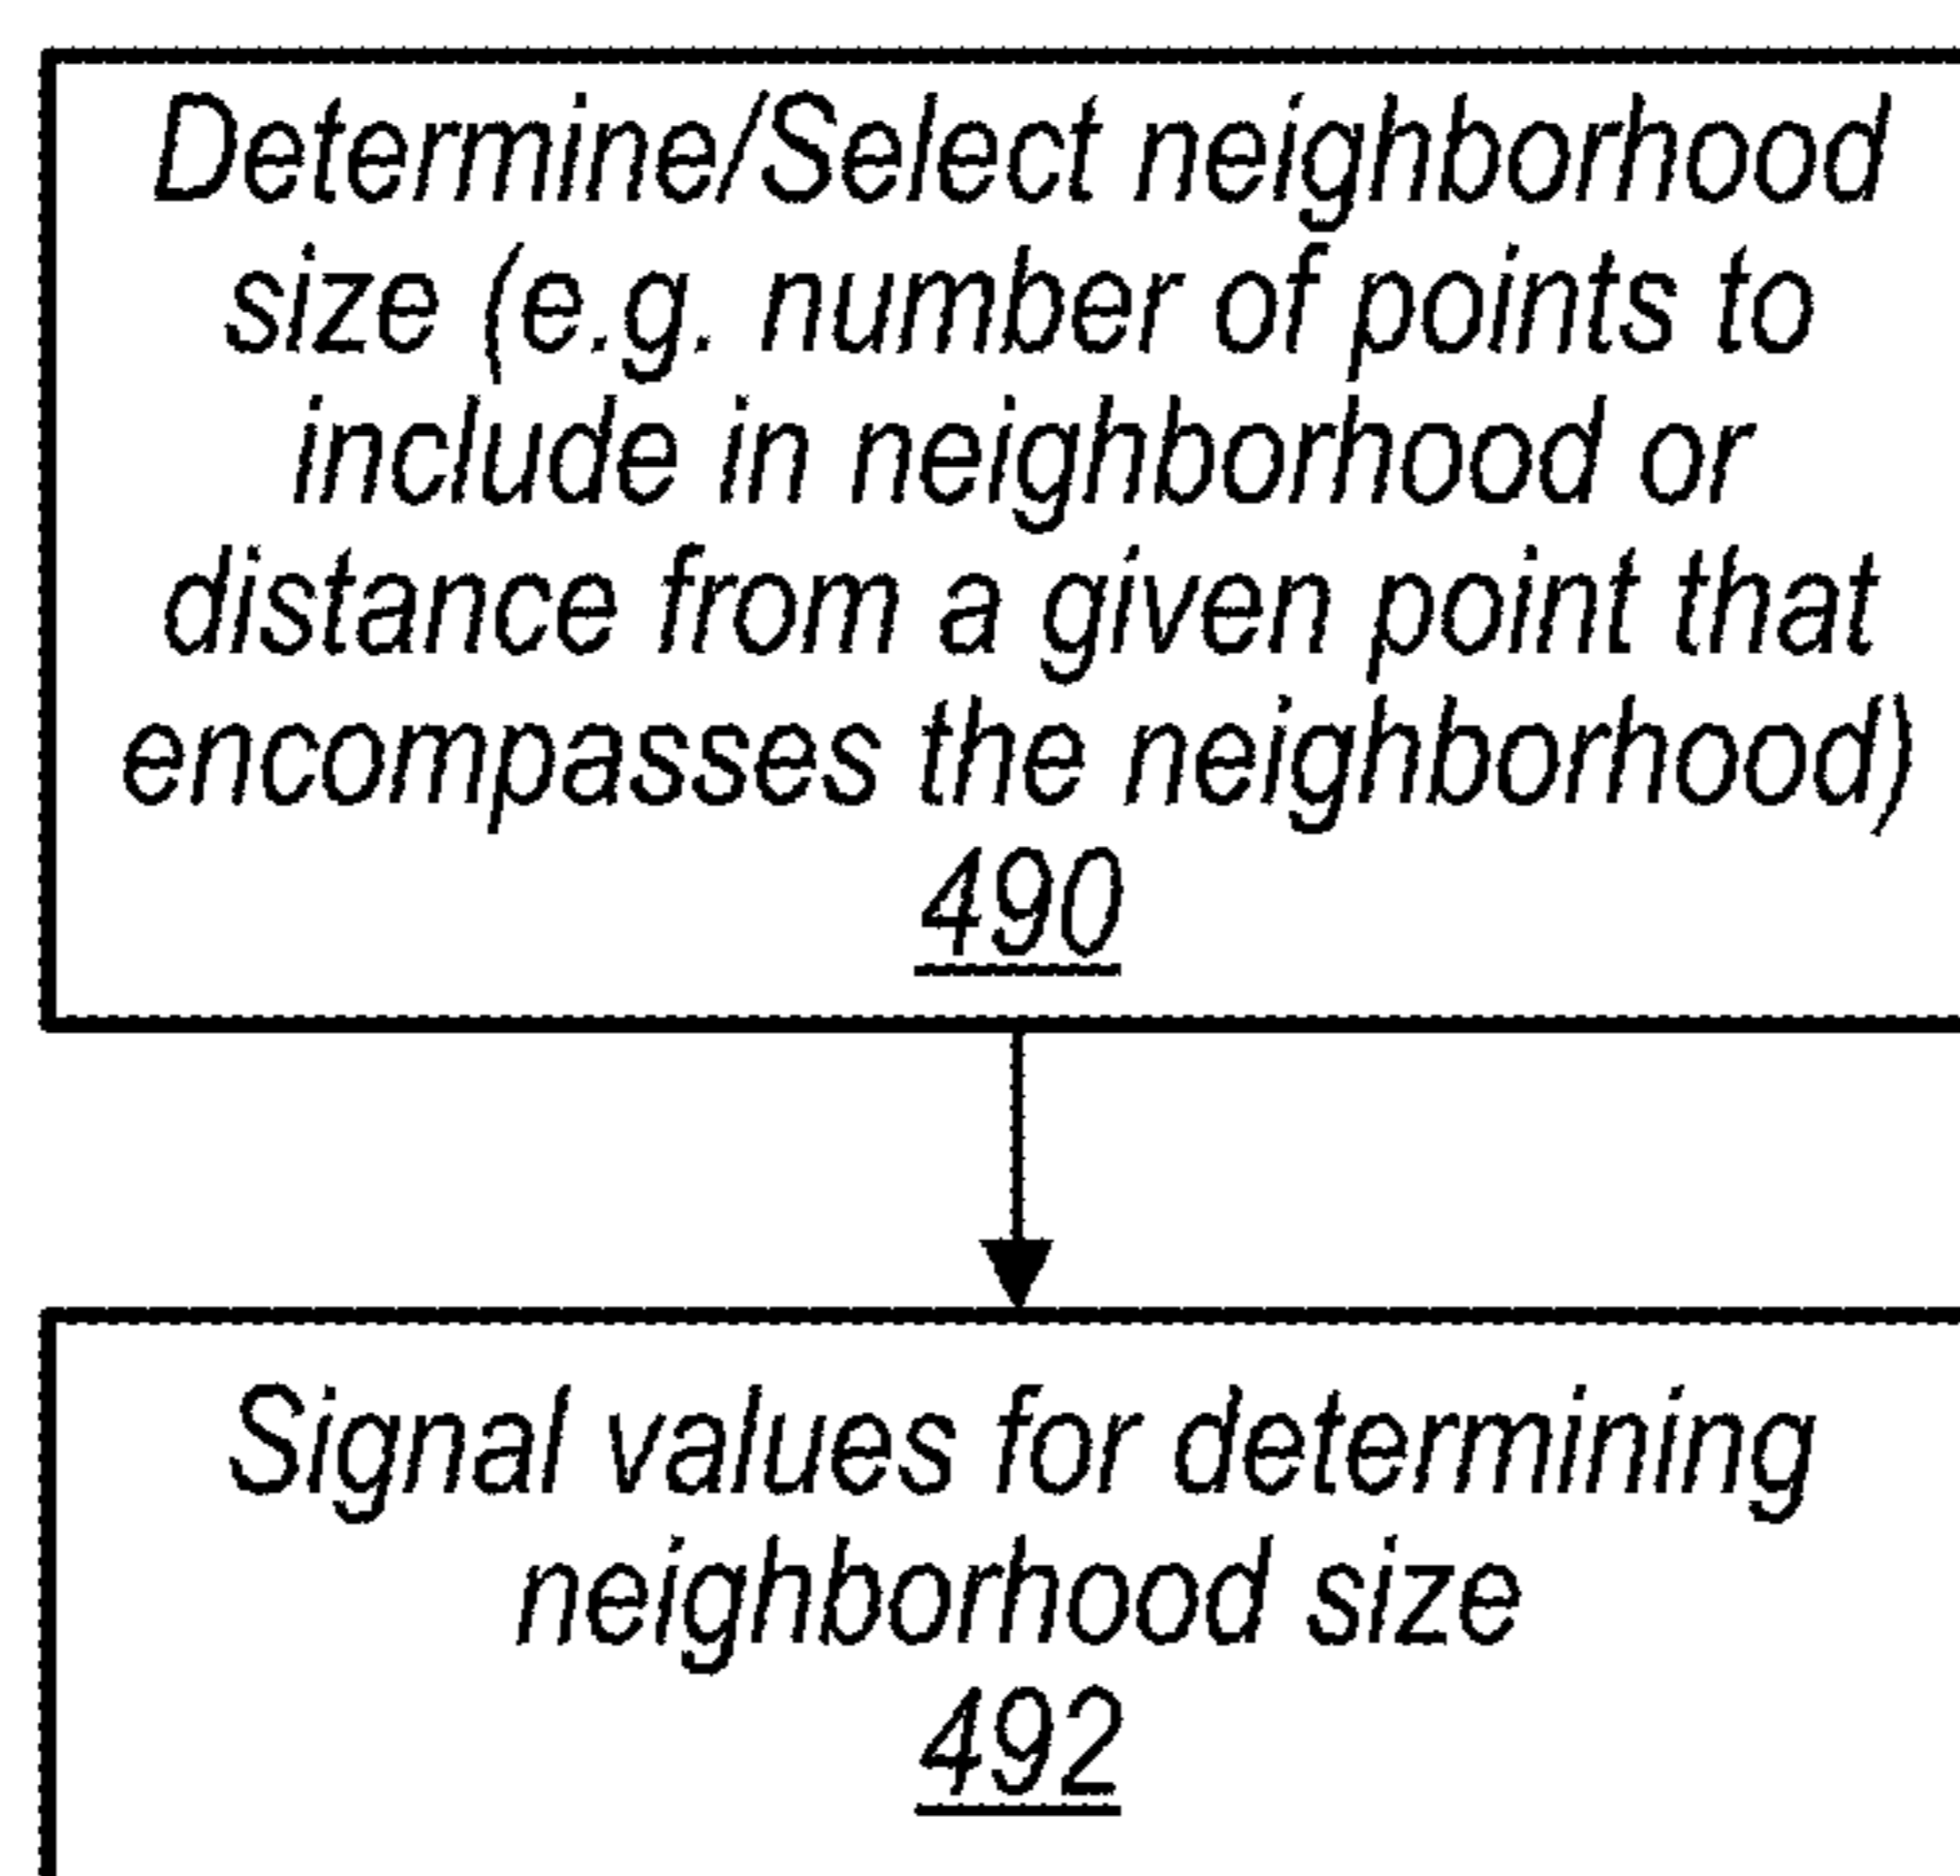 Determine/Select neighborhood
size (e.g. number of points to
include in neighborhood or
distance from a given point that
encompasses the neighborhood)
490
Signal values for determining
neighborhood size
492